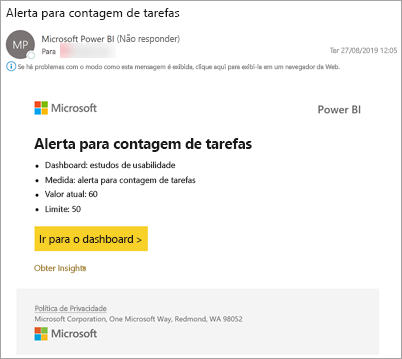 Alerta para contagem de tarefas
MP
Microsoft Power BI (Não responder)
Para
Ter 27/08/2019 12:05
Se há problemas com o modo como esta mensagem é exibida, clique aqui para exibi-la em um navegador da Web.
Microsoft
Power BI
Alerta para contagem de tarefas
• Dashboard: estudos de usabilidade
• Medida: alerta para contagem de tarefas
• Valor atual: 60
• Limite: 50
Ir para o dashboard >
Obter Insights
Política de Privacidade
Microsoft Corporation, One Microsoft Way, Redmond, WA 98052
Microsoft